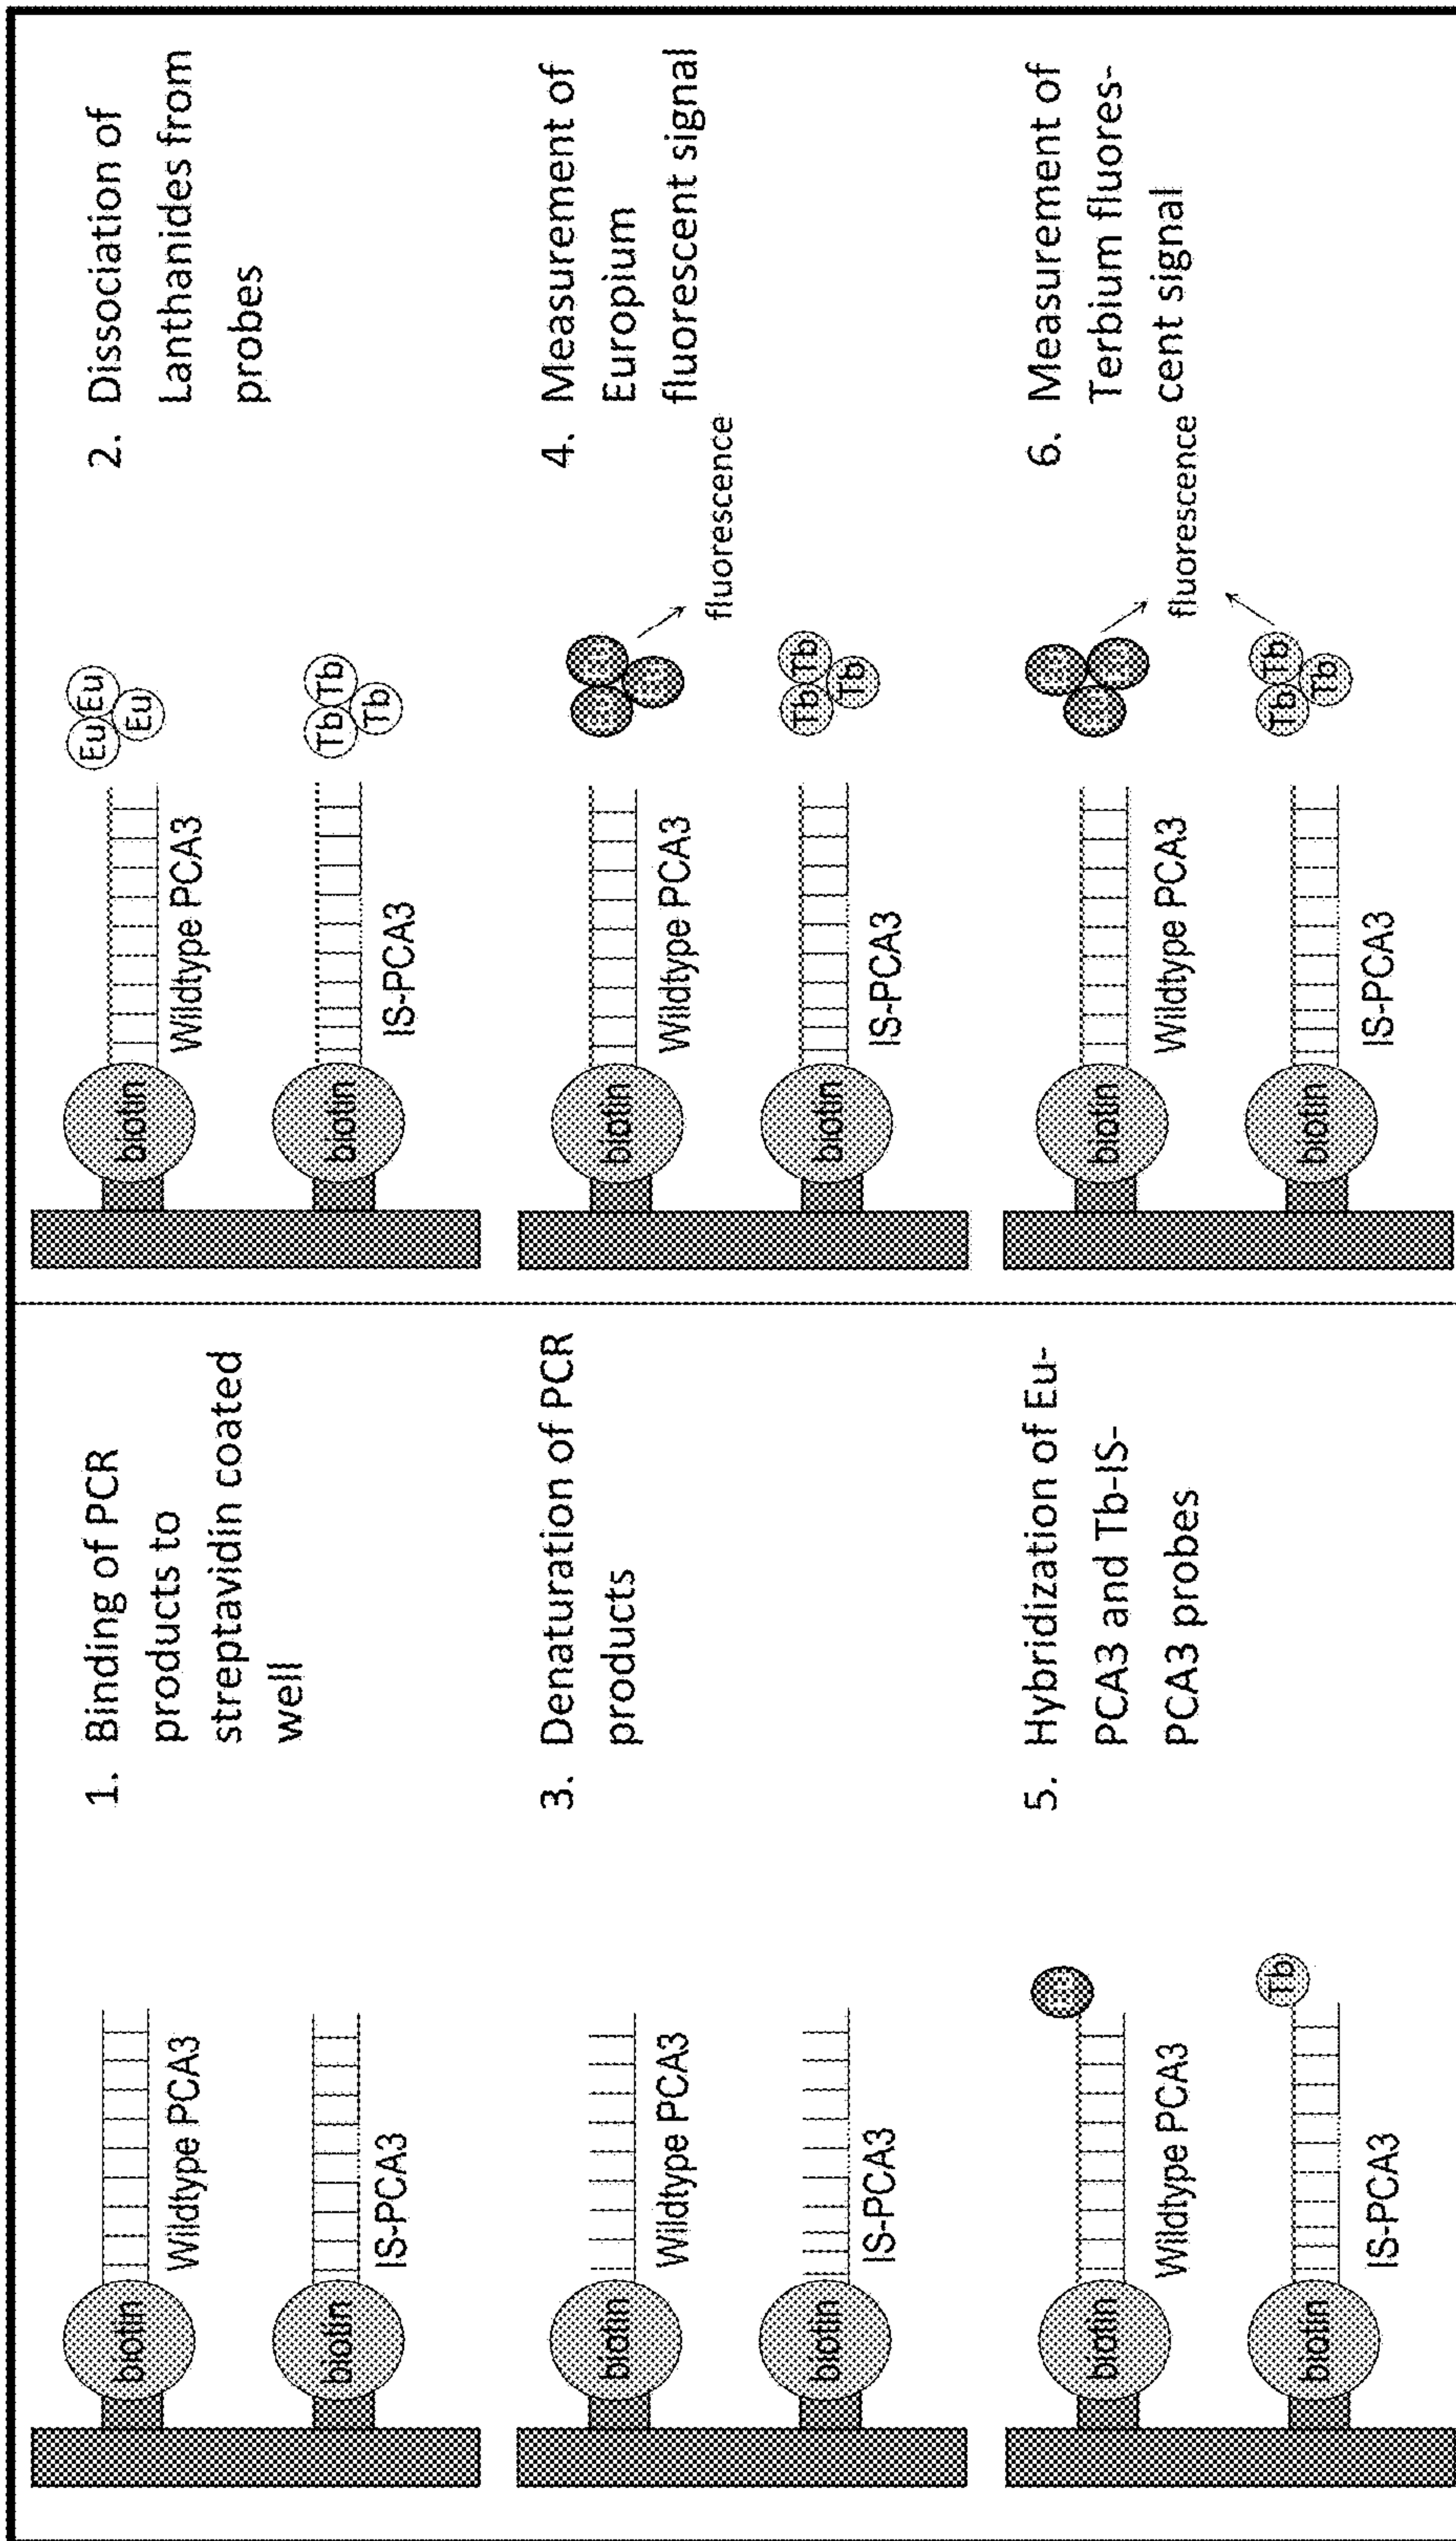 biotin
Wildtype PCA3
biotin
IS-PCA3
1. Binding of PCR
products to
streptavidin coated
well
biotin
Wildtype PCA3
Eu Eu
Eu
biotin
IS-PCA3
Tb Tb
Tb
2. Dissociation of
Lanthanides from
probes
biotin
Wildtype PCA3
biotin
IS-PCA3
3. Denaturation of PCR
products
biotin
Wildtype PCA3
fluorescence
biotin
IS-PCA3
Tb Tb
Tb
4. Measurement of
Europium
fluorescent signal
biotin
Wildtype PCA3
biotin
IS-PCA3
Tb
5. Hybridization of Eu-
PCA3 and Tb-IS-
PCA3 probes
biotin
Wildtype PCA3
fluorescence
biotin
IS-PCA3
Tb Tb
Tb
6. Measurement of
Terbium fluores-
cent signal